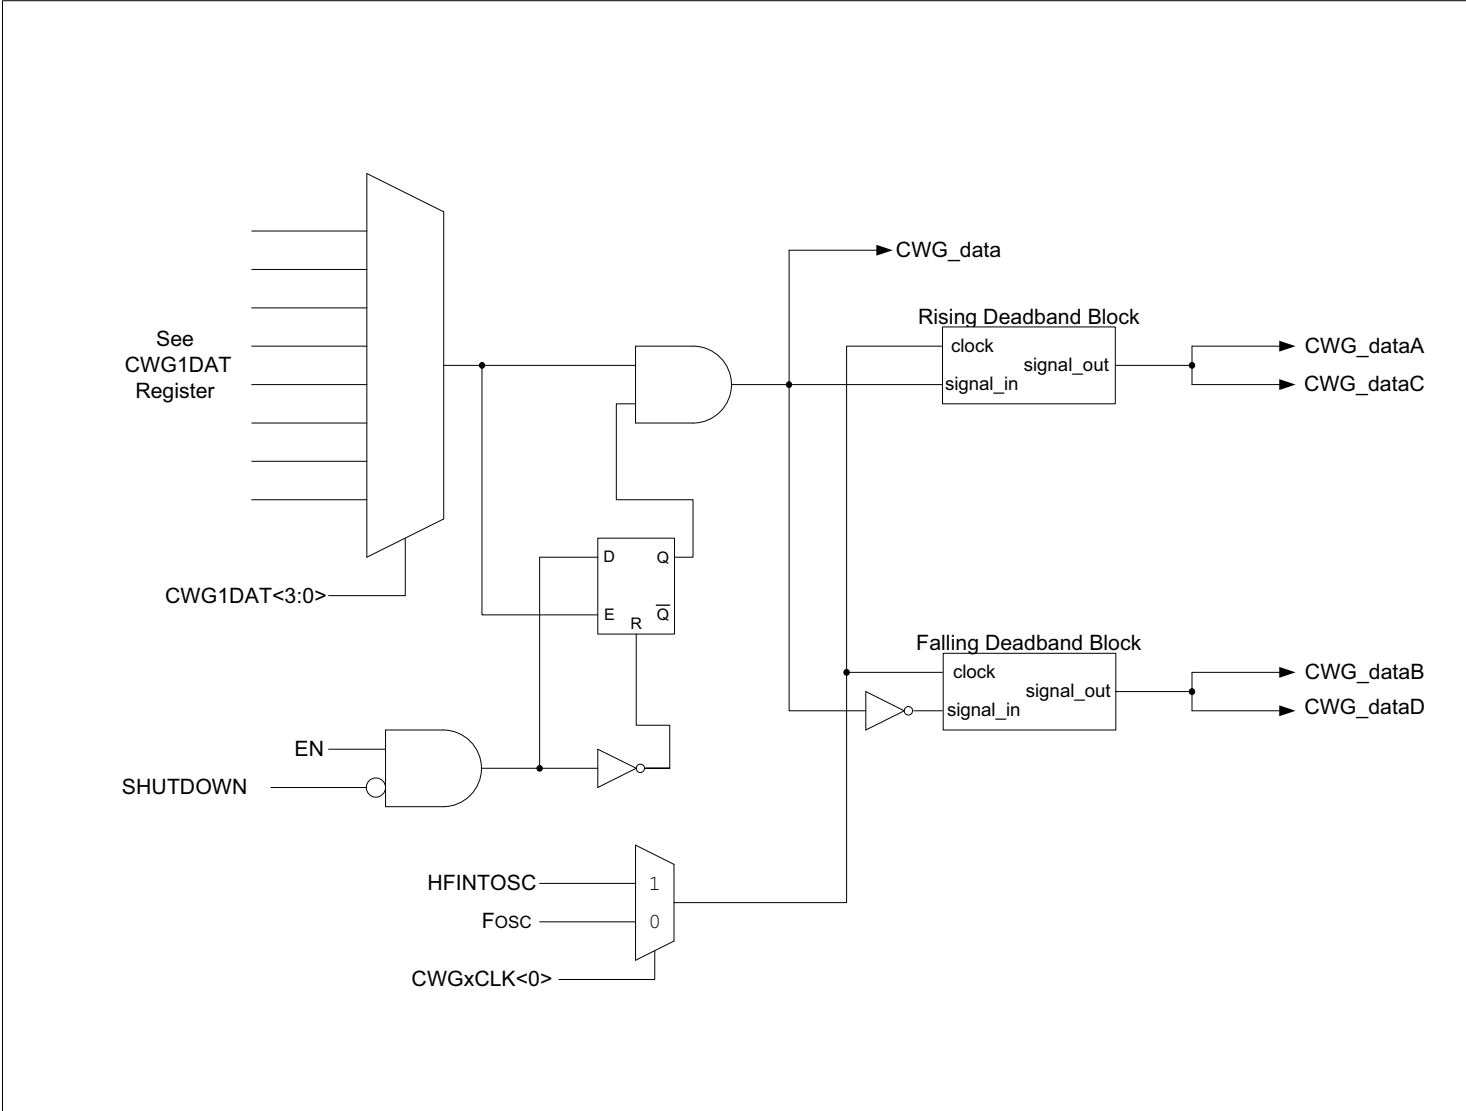 CWG_data
Rising Deadband Block
clock
signal_out
signal_in
CWG_dataA
CWG_dataC
See
CWG1DAT
Register
D
Q
E
R
Q̅
CWG1DAT<3:0>
Falling Deadband Block
clock
signal_out
signal_in
CWG_dataB
CWG_dataD
EN
SHUTDOWN
HFINTOSC
1
FOSC
0
CWGxCLK<0>